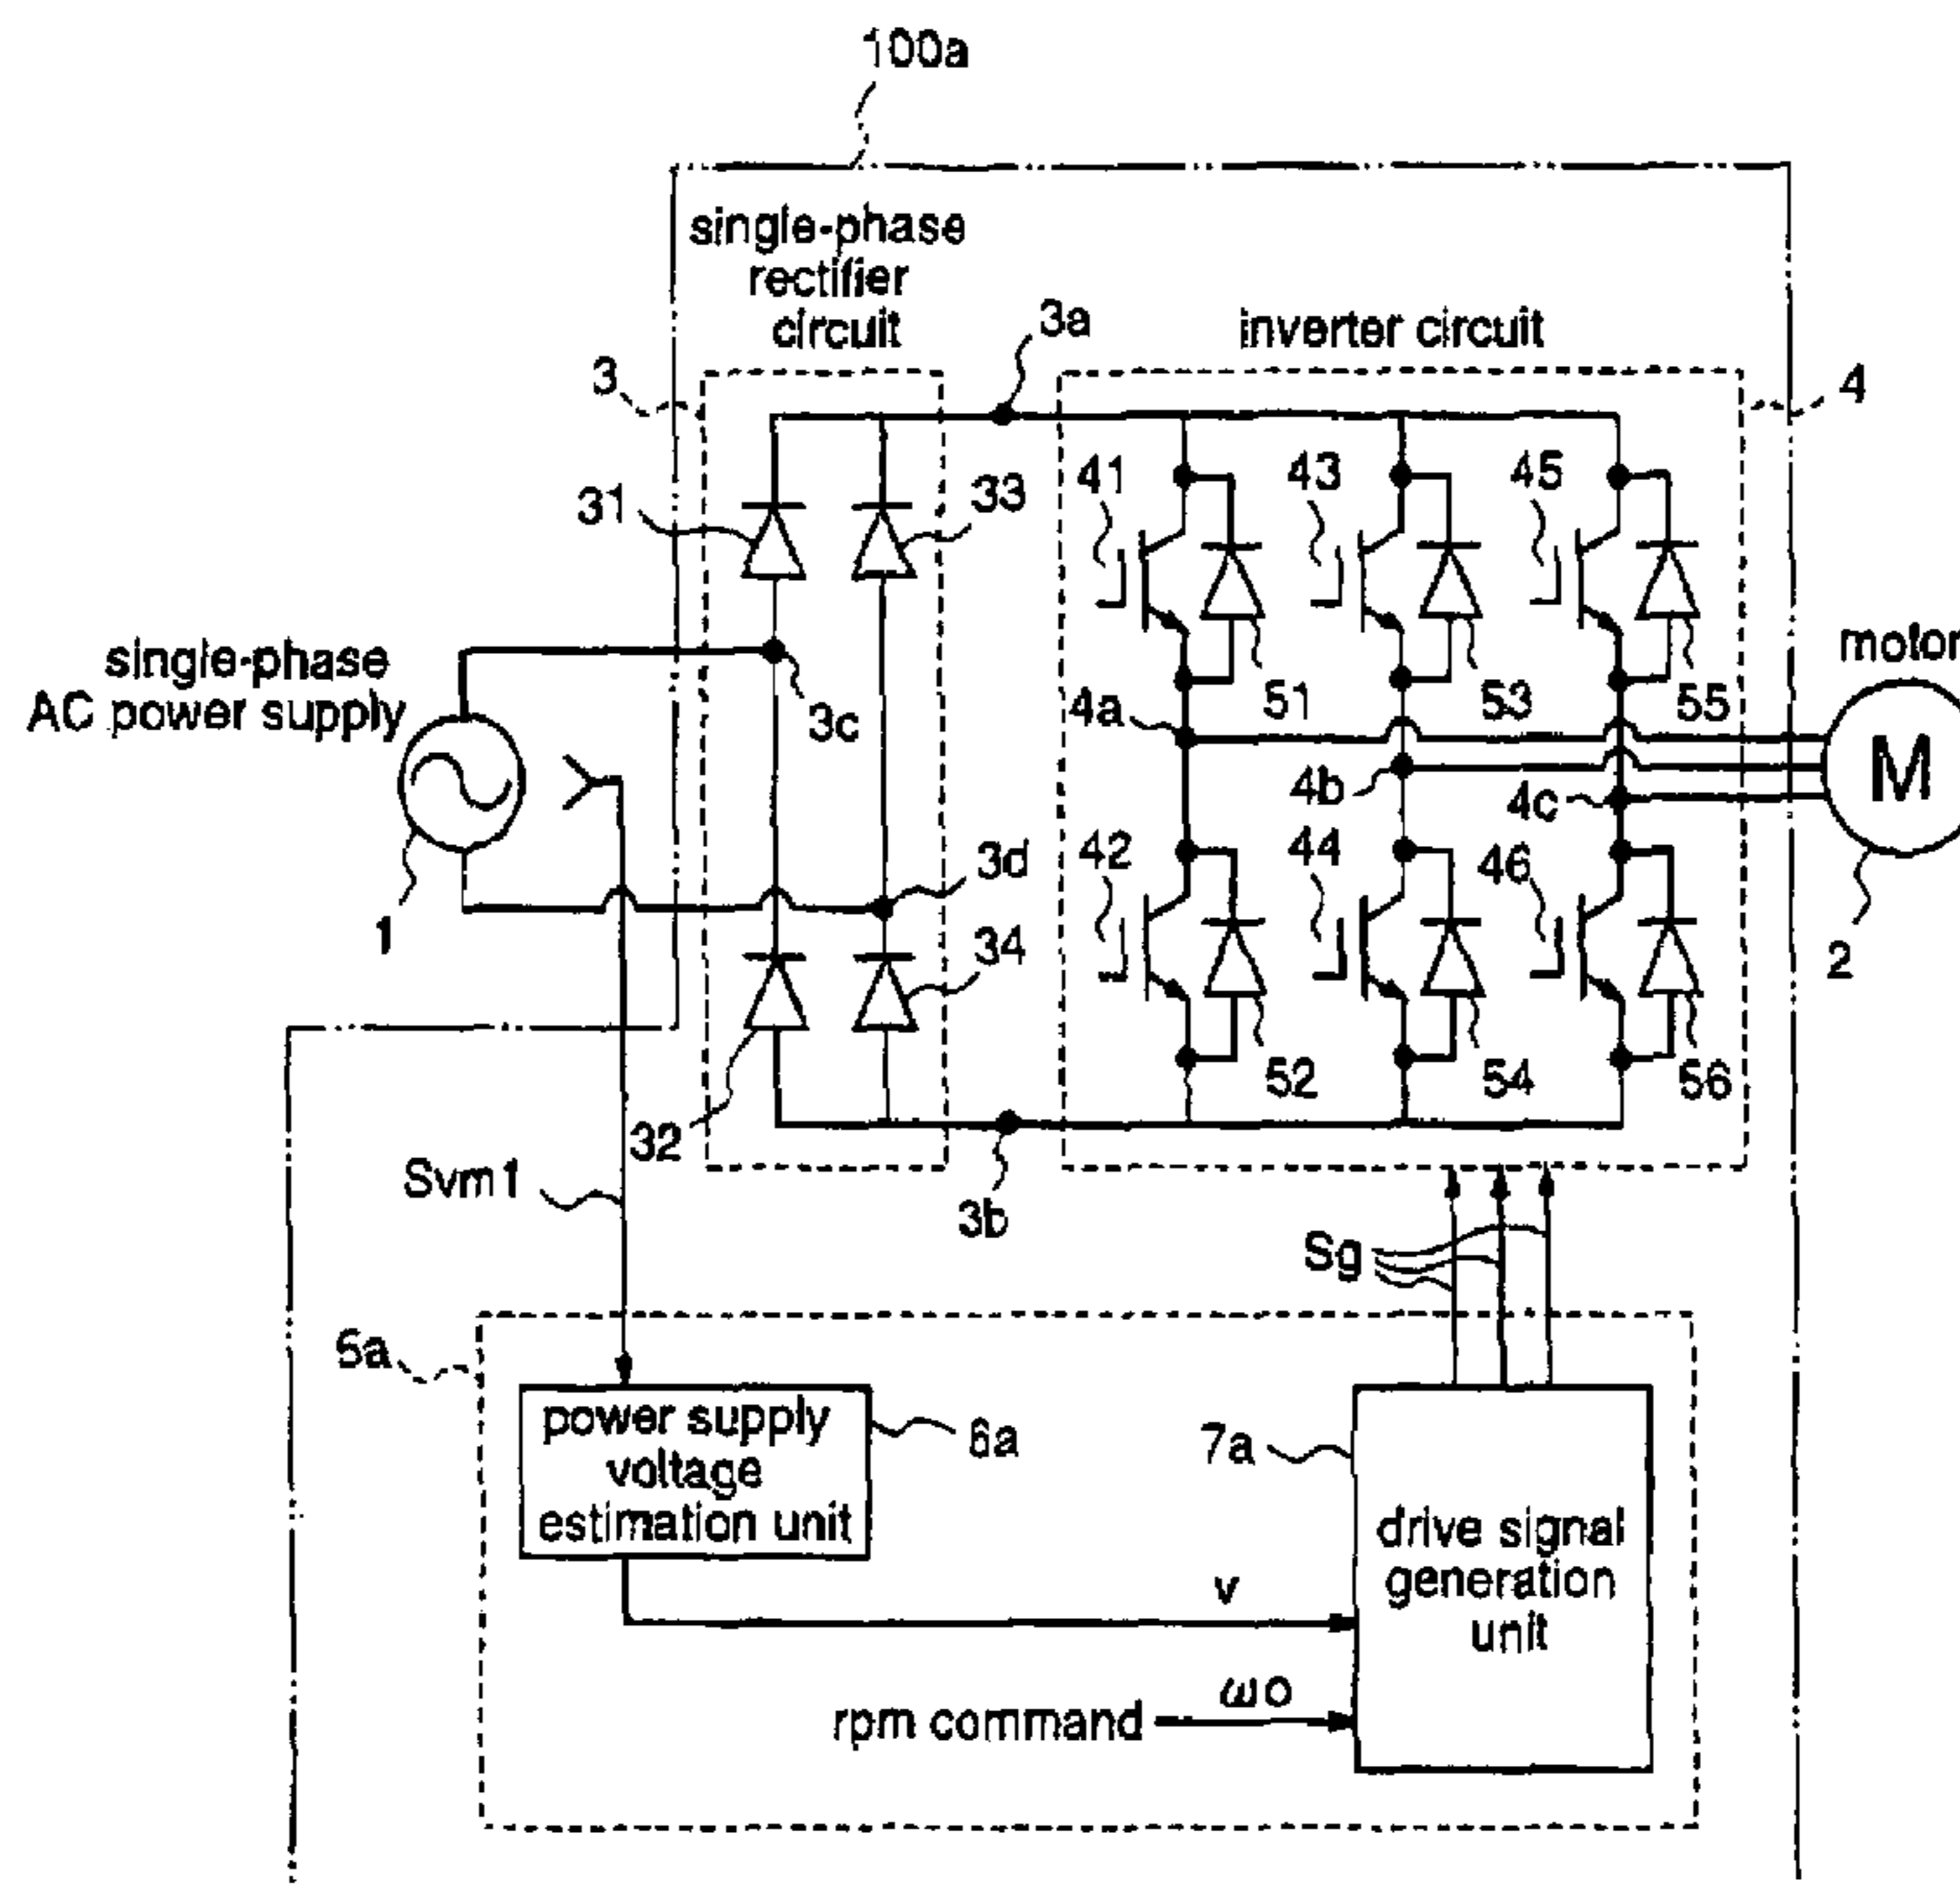 100a
single-phase
rectifier
circuit
3a
inverter circuit
3
4
31
33
41
43
45
single-phase
AC power supply
3c
51
53
55
motor
4a
4b
4c
M
1
3d
42
44
46
2
34
32
52
54
56
Svm1
3b
Sg
5a
power supply
voltage
estimation unit
6a
7a
drive signal
generation
unit
v
ωo
rpm command